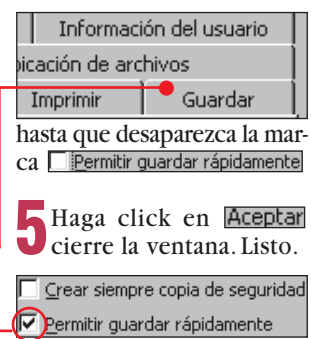 Información del usuario
bicación de archivos
Imprimir Guardar
hasta que desaparezca la mar-
ca Permitir guardar rápidamente
5 Haga click en Aceptar
cierre la ventana. Listo.
Crear siempre copia de seguridad
Permitir guardar rápidamente